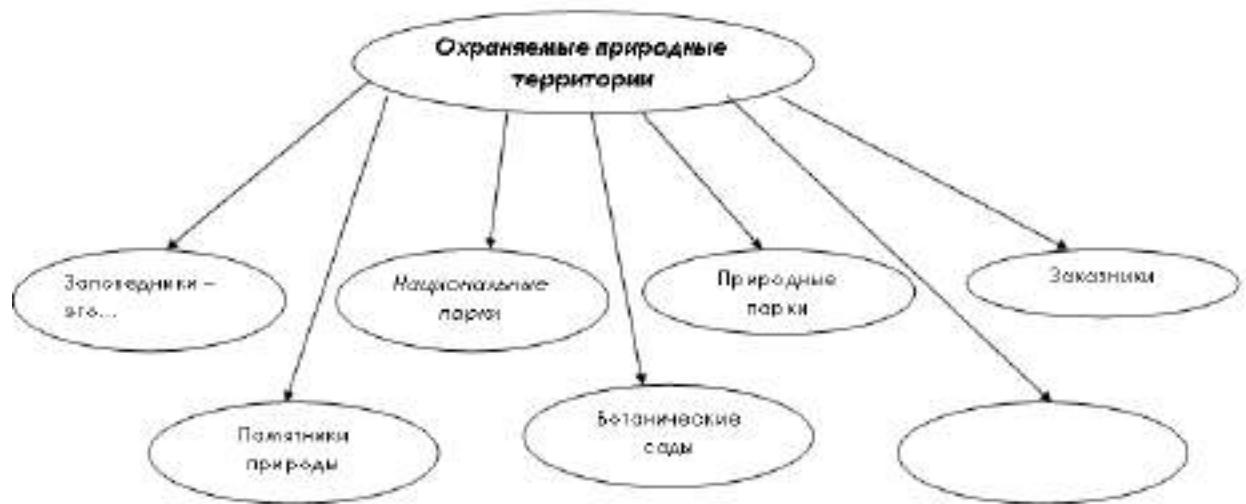 Охраняемые природные
территории
Заповедники –
это...
Национальные
парки
Природные
парки
Заказники
Памятники
природы
Ботанические
сады